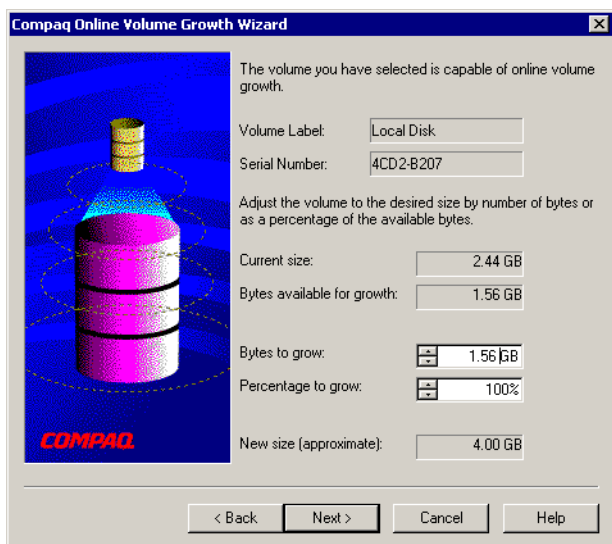 Compaq Online Volume Growth Wizard
The volume you have selected is capable of online volume
growth.
Volume Label: Local Disk
Serial Number: 4CD2-B207
Adjust the volume to the desired size by number of bytes or
as a percentage of the available bytes.
Current size: 2.44 GB
Bytes available for growth: 1.56 GB
Bytes to grow: 1.56 GB
Percentage to grow: 100%
COMPAQ
New size (approximate): 4.00 GB
< Back Next > Cancel Help